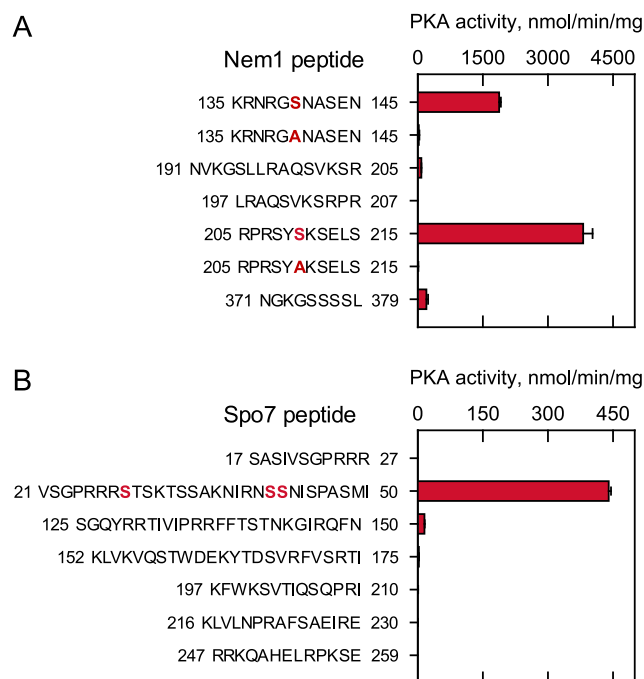 A
PKA activity, nmol/min/mg
Nem1 peptide
0 1500 3000 4500
135 KRNRGSNASEN 145
135 KRNRGANASEN 145
191 NVKGSLLRAQSVKSR 205
197 LRAQSVKSRPR 207
205 RPRSYSKSELS 215
205 RPRSYAKSELS 215
371 NGKGSSSSL 379
B
PKA activity, nmol/min/mg
Spo7 peptide
0 150 300 450
17 SASIVSGPRRR 27
21 VSGPRRRSTSKTSSAKNIRNSSNISPASMI 50
125 SGQYRRTIVIPRRFFTSTNKGIRQFN 150
152 KLVKVQSTWDEKYTDSVRFVSRTI 175
197 KFWKSVTIQSQPRI 210
216 KLVLNPRAFSAEIRE 230
247 RRKQAHELRPKSE 259